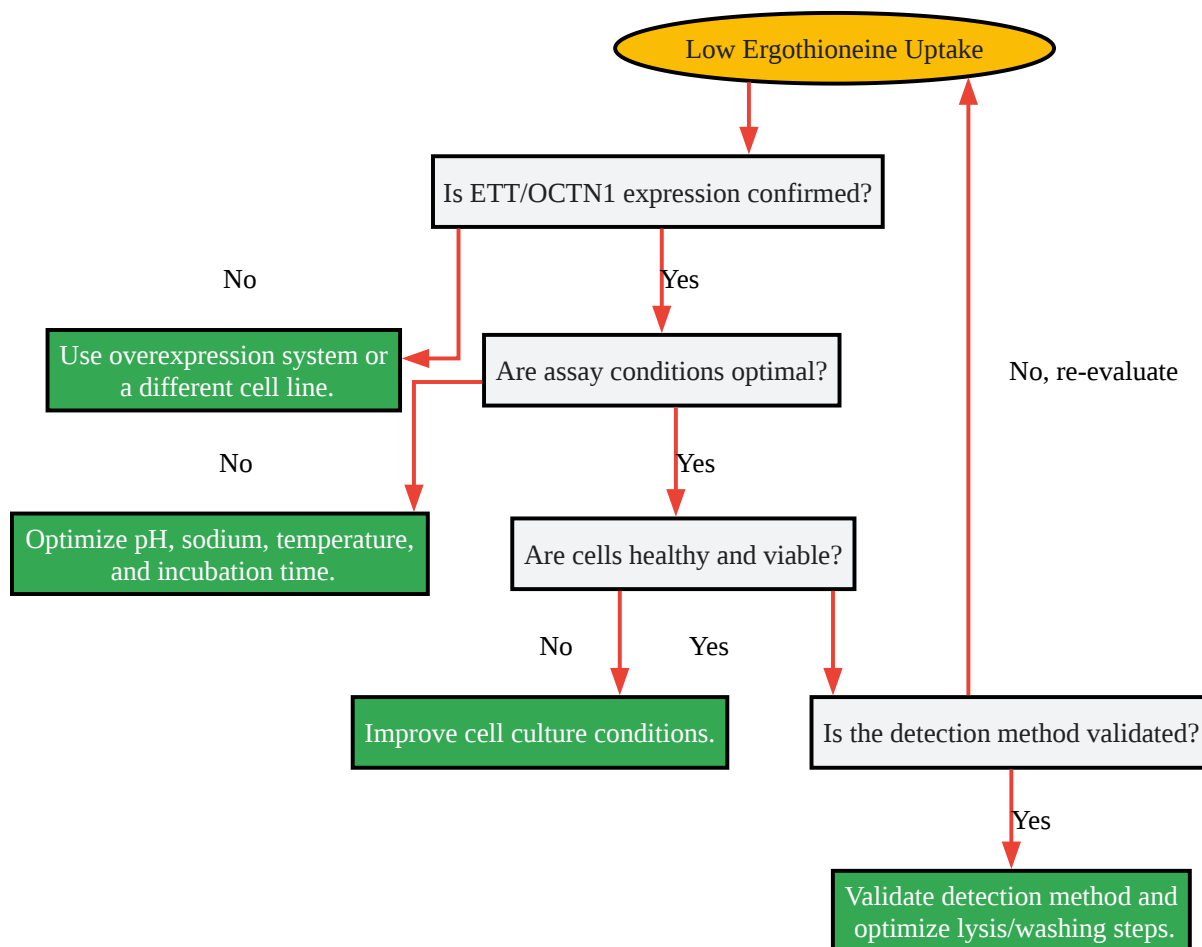 Low Ergothioneine Uptake
Is ETT/OCTN1 expression confirmed?
No
Yes
Use overexpression system or
a different cell line.
Are assay conditions optimal?
No, re-evaluate
No
Yes
Optimize pH, sodium, temperature,
and incubation time.
Are cells healthy and viable?
No
Yes
Improve cell culture conditions.
Is the detection method validated?
Yes
Validate detection method and
optimize lysis/washing steps.